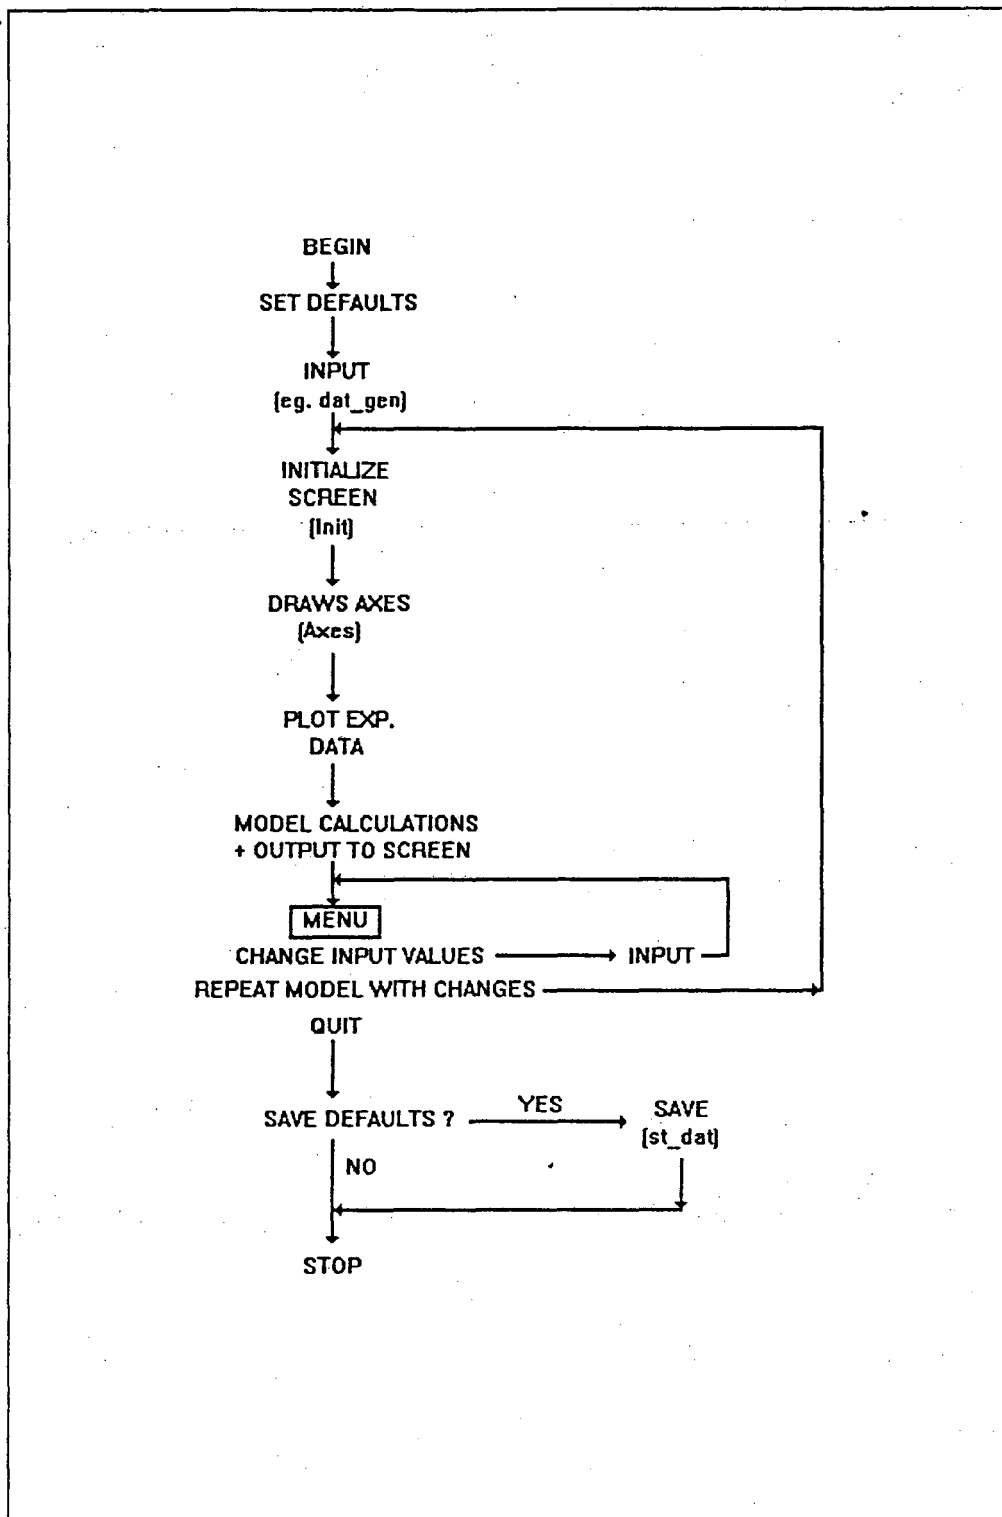 BEGIN
SET DEFAULTS
INPUT
(eg. dat_gen)
INITIALIZE
SCREEN
(Init)
DRAWS AXES
(Axes)
PLOT EXP.
DATA
MODEL CALCULATIONS
+ OUTPUT TO SCREEN
MENU
CHANGE INPUT VALUES
INPUT
REPEAT MODEL WITH CHANGES
QUIT
SAVE DEFAULTS ?
YES
SAVE
(st_dat)
NO
STOP